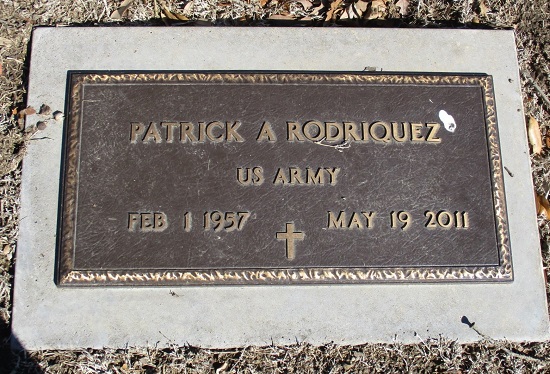 PATRICK A RODRIQUEZ
US ARMY
FEB 1 1957 MAY 19 2011